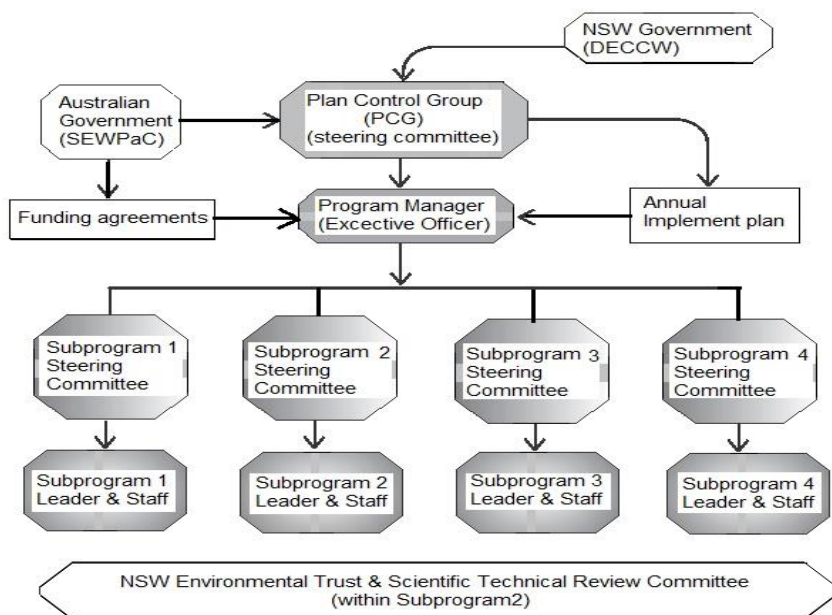 NSW Government
(DECCW)
Australian
Government
(SEWPaC)
Plan Control Group
(PCG)
(steering committee)
Funding agreements
Program Manager
(Excective Officer)
Annual
Implement plan
Subprogram 1
Steering
Committee
Subprogram 2
Steering
Committee
Subprogram 3
Steering
Committee
Subprogram 4
Steering
Committee
Subprogram 1
Leader & Staff
Subprogram 2
Leader & Staff
Subprogram 3
Leader & Staff
Subprogram 4
Leader & Staff
NSW Environmental Trust & Scientific Technical Review Committee
(within Subprogram2)